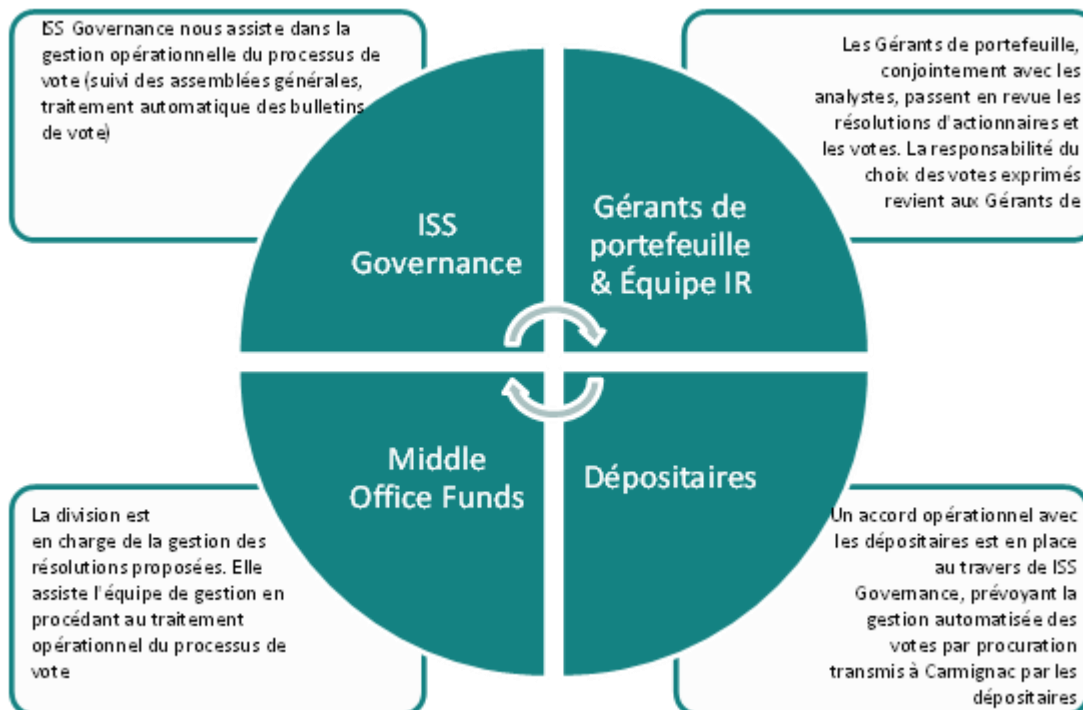 ISS Governance nous assiste dans la
gestion opérationnelle du processus de
vote (suivi des assemblées générales,
traitement automatique des bulletins
de vote)
Les Gérants de portefeuille,
conjointement avec les
analystes, passent en revue les
résolutions d'actionnaires et
les votes. La responsabilité du
choix des votes exprimés
revient aux Gérants de
ISS
Governance
Gérants de
portefeuille
& Équipe IR
Middle
Office Funds
Dépositaires
La division est
en charge de la gestion des
résolutions proposées. Elle
assiste l'équipe de gestion en
procédant au traitement
opérationnel du processus de
vote
Un accord opérationnel avec
les dépositaires est en place
au travers de ISS
Governance, prévoyant la
gestion automatisée des
votes par procuration
transmis à Carmignac par les
dépositaires